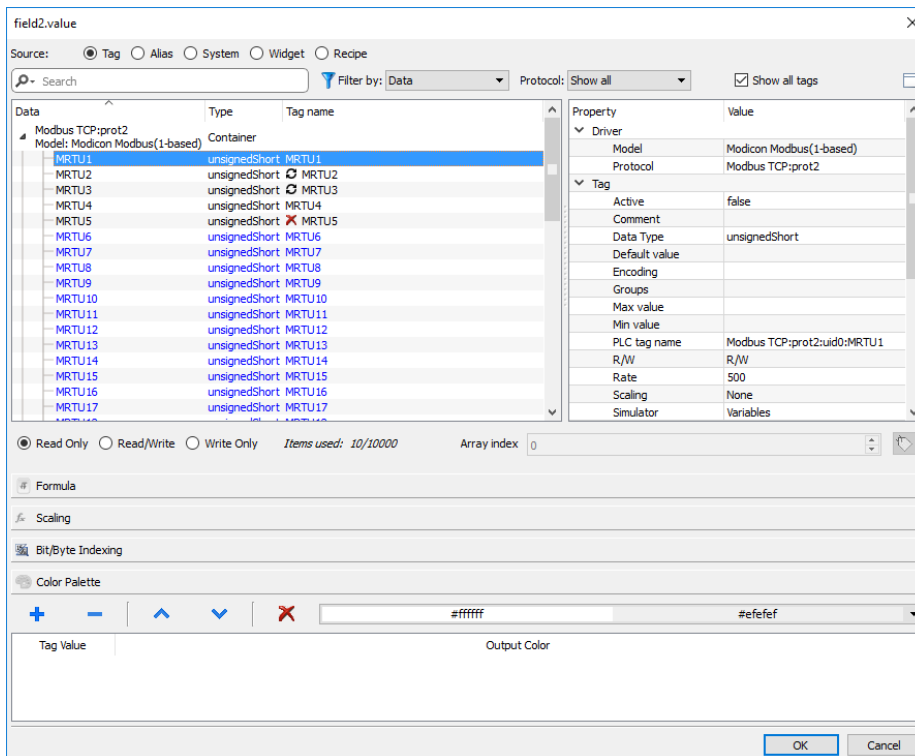 field2.value
Source: Tag Alias System Widget Recipe
Search Filter by: Data Protocol: Show all Show all tags
Data Type Tag name
Modbus TCP:prot2
Model: Modicon Modbus(1-based) Container
MRTU1 unsignedShort MRTU1
MRTU2 unsignedShort MRTU2
MRTU3 unsignedShort MRTU3
MRTU4 unsignedShort MRTU4
MRTU5 unsignedShort MRTU5
MRTU6 unsignedShort MRTU6
MRTU7 unsignedShort MRTU7
MRTU8 unsignedShort MRTU8
MRTU9 unsignedShort MRTU9
MRTU10 unsignedShort MRTU10
MRTU11 unsignedShort MRTU11
MRTU12 unsignedShort MRTU12
MRTU13 unsignedShort MRTU13
MRTU14 unsignedShort MRTU14
MRTU15 unsignedShort MRTU15
MRTU16 unsignedShort MRTU16
MRTU17 unsignedShort MRTU17
Property Value
Driver
Model Modicon Modbus(1-based)
Protocol Modbus TCP:prot2
Tag
Active false
Comment
Data Type unsignedShort
Default value
Encoding
Groups
Max value
Min value
PLC tag name Modbus TCP:prot2:uid0:MRTU1
R/W R/W
Rate 500
Scaling None
Simulator Variables
Read Only Read/Write Write Only Items used: 10/10000 Array index 0
Formula
Scaling
Bit/Byte Indexing
Color Palette
#ffffff #efefef
Tag Value Output Color
OK Cancel